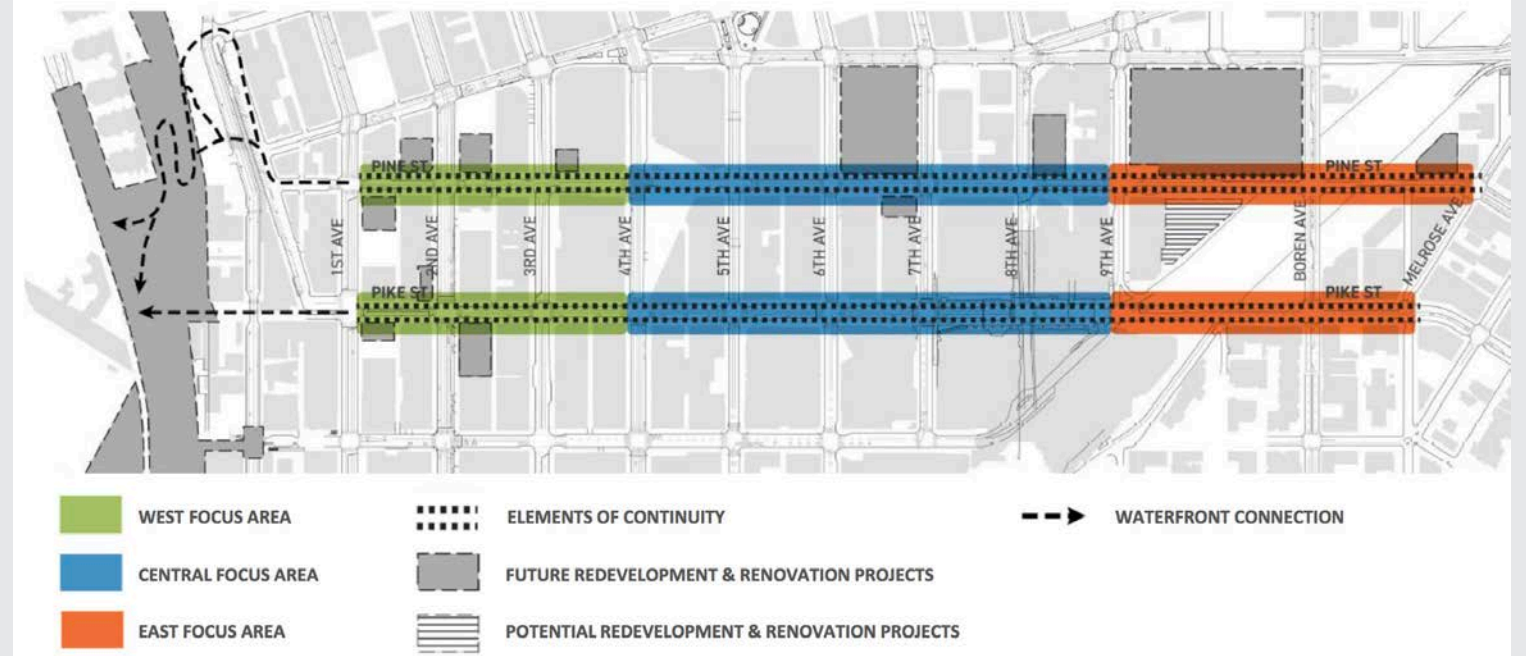 PINE ST
PINE ST
1ST AVE
2ND AVE
3RD AVE
4TH AVE
5TH AVE
6TH AVE
7TH AVE
8TH AVE
9TH AVE
BOREN AVE
MELROSE AVE
PIKE ST
PIKE ST
WEST FOCUS AREA
ELEMENTS OF CONTINUITY
WATERFRONT CONNECTION
CENTRAL FOCUS AREA
FUTURE REDEVELOPMENT & RENOVATION PROJECTS
EAST FOCUS AREA
POTENTIAL REDEVELOPMENT & RENOVATION PROJECTS